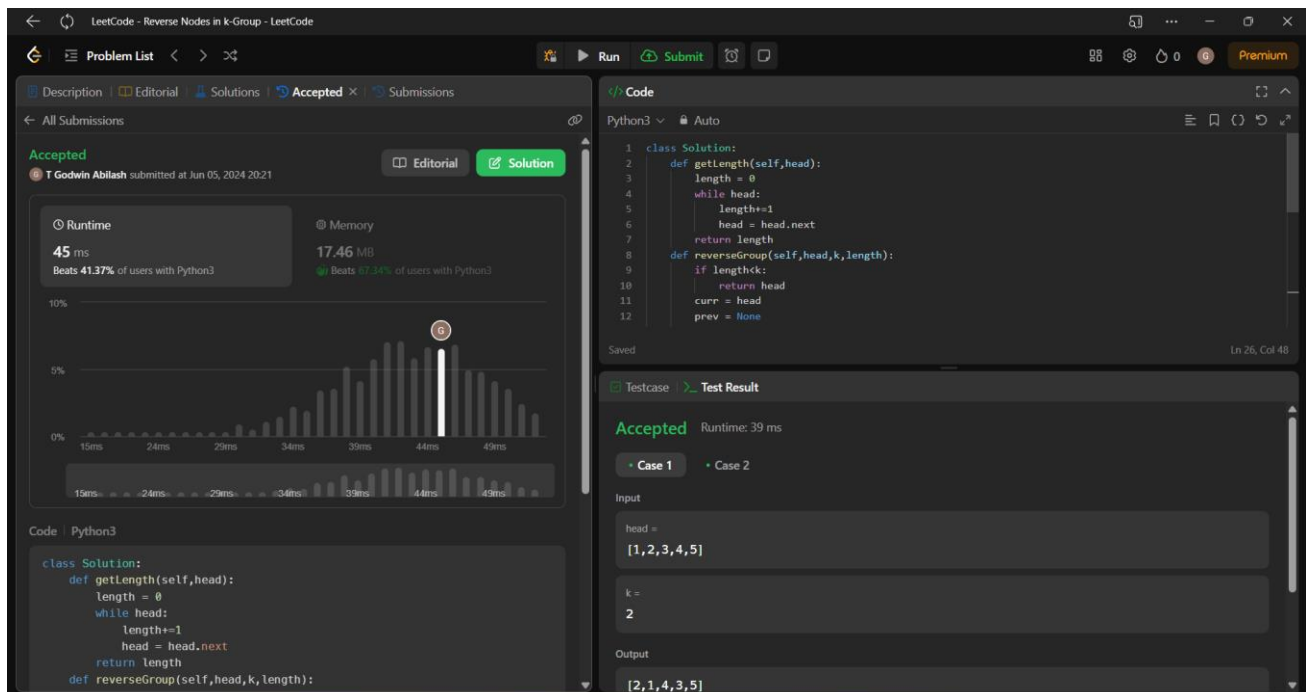 LeetCode - Reverse Nodes in k-Group - LeetCode
Problem List
Run
Submit
0
G
Premium
Description
Editorial
Solutions
Accepted
Submissions
All Submissions
Accepted
G T Godwin Abilash submitted at Jun 05, 2024 20:21
Editorial
Solution
Runtime
45 ms
Beats 41.37% of users with Python3
Memory
17.46 MB
Beats 67.34% of users with Python3
10%
5%
0%
G
15ms 24ms 29ms 34ms 39ms 44ms 49ms
15ms 24ms 29ms 34ms 39ms 44ms 49ms
Code Python3
class Solution:
def getLength(self,head):
length = 0
while head:
length+=1
head = head.next
return length
def reverseGroup(self,head,k,length):
</> Code
Python3 Auto
1 class Solution:
2 def getLength(self,head):
3 length = 0
4 while head:
5 length+=1
6 head = head.next
7 return length
8 def reverseGroup(self,head,k,length):
9 if length<k:
10 return head
11 curr = head
12 prev = None
Saved
Ln 26, Col 48
Testcase
>_ Test Result
Accepted Runtime: 39 ms
• Case 1 • Case 2
Input
head =
[1,2,3,4,5]
k =
2
Output
[2,1,4,3,5]